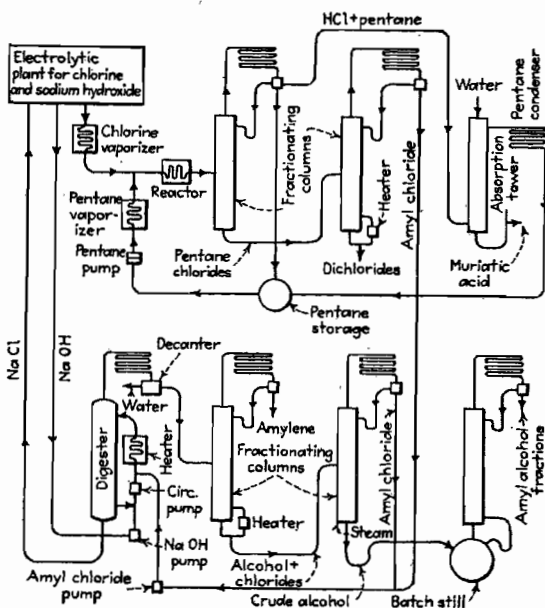 HCl+pentane
Electrolytic
plant for chlorine
and sodium hydroxide
Chlorine
vaporizer
Reactor
Pentane
vapor-
izer
Pentane
pump
Pentane
chlorides
Fractionating
columns
Heater
Amyl chloride
Dichlorides
Water
Pentane
condenser
Absorption
tower
Muriatic
acid
Pentane
storage
NaCl
NaOH
Decanter
Water
Digester
Heater
Circ.
pump
NaOH
pump
Amyl chloride
pump
Amylene
Fractionating
columns
Heater
Alcohol+
chlorides
Amyl chloride
Steam
Crude alcohol
Amyl alcohol
fractions
Batch still